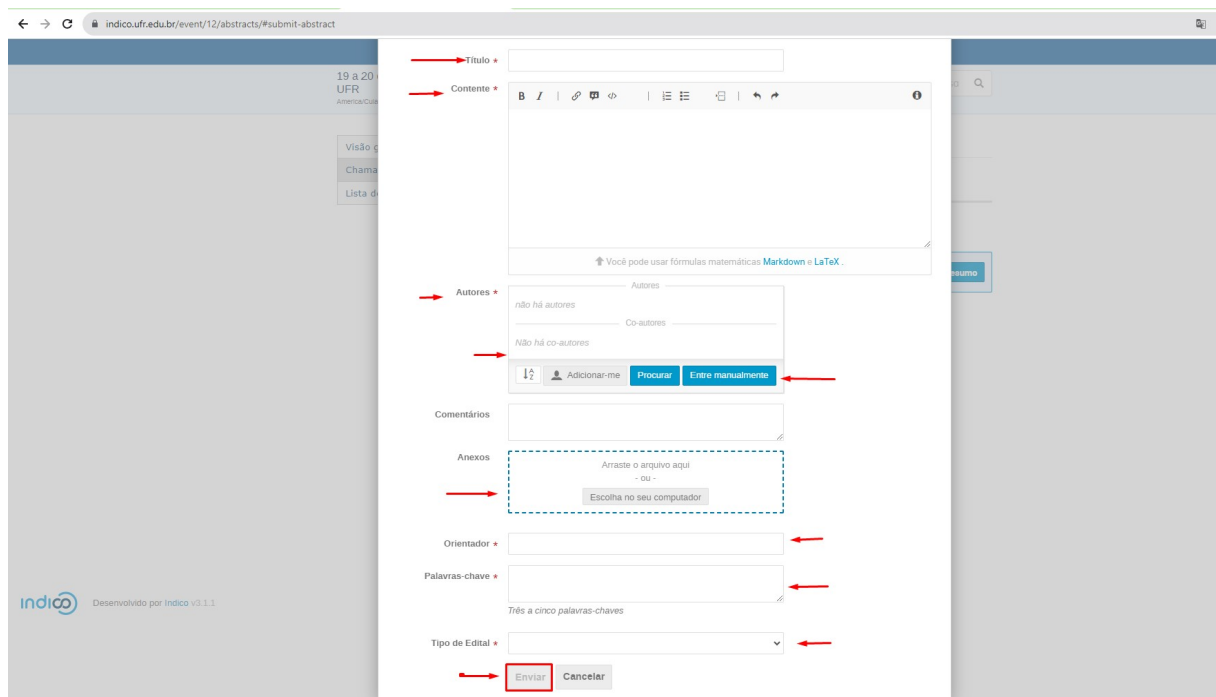 indico.ufr.edu.br/event/12/abstracts/#submit-abstract
Título *
19 a 20
UFR
Contente *
B I
Visão g
Chama
Lista d
Você pode usar fórmulas matemáticas Markdown e LaTeX .
esumo
Autores *
Autores
não há autores
Co-autores
Não há co-autores
Adicionar-me Procurar Entre manualmente
Comentários
Anexos
Arraste o arquivo aqui
- ou -
Escolha no seu computador
Orientador *
Palavras-chave *
Três a cinco palavras-chaves
indico Desenvolvido por Indico v3.1.1
Tipo de Edital *
Enviar Cancelar